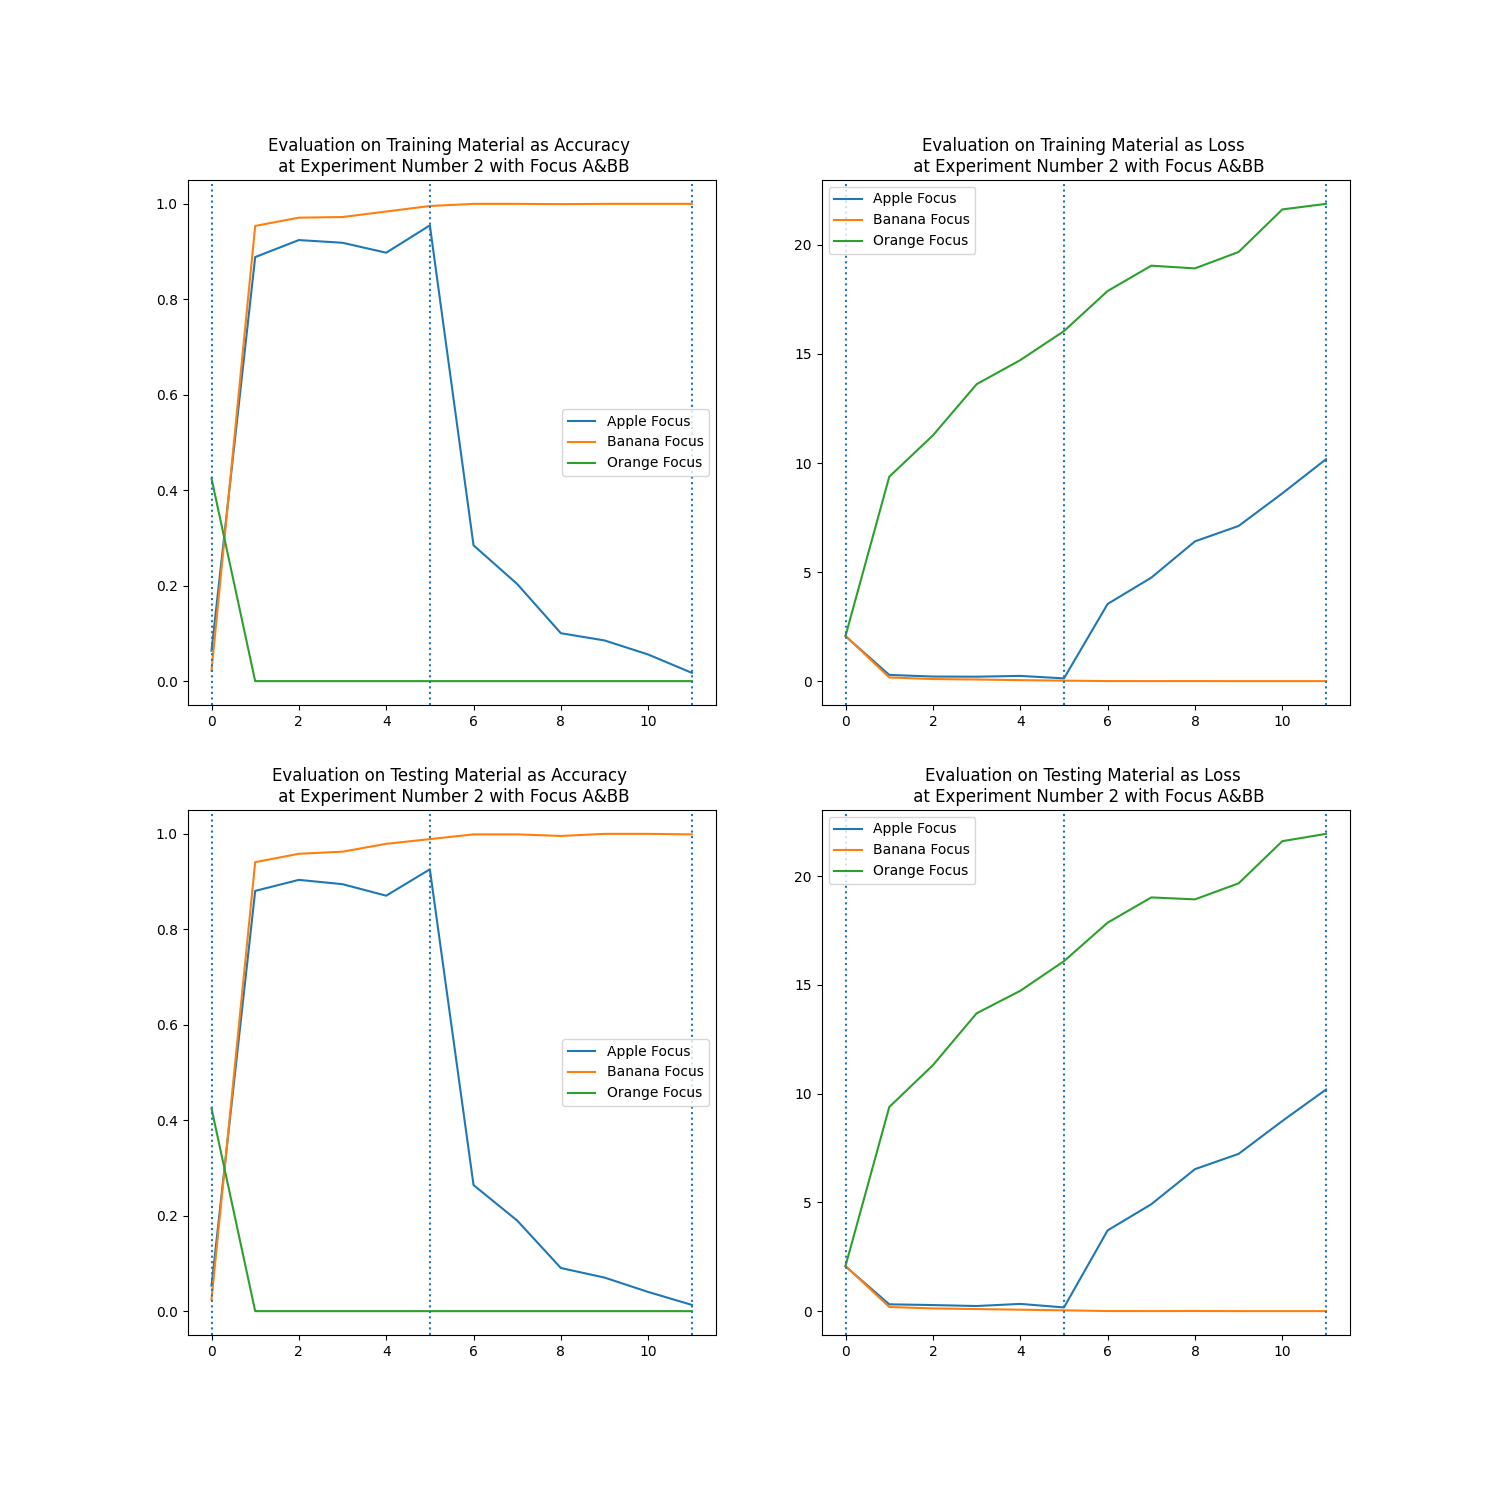 Evaluation on Training Material as Accuracy
at Experiment Number 2 with Focus A&BB
1.0
0.8
0.6
0.4
0.2
0.0
Apple Focus
Banana Focus
Orange Focus
0 2 4 6 8 10
Evaluation on Training Material as Loss
at Experiment Number 2 with Focus A&BB
Apple Focus
Banana Focus
Orange Focus
20
15
10
5
0
0 2 4 6 8 10
Evaluation on Testing Material as Accuracy
at Experiment Number 2 with Focus A&BB
1.0
0.8
0.6
0.4
0.2
0.0
Apple Focus
Banana Focus
Orange Focus
0 2 4 6 8 10
Evaluation on Testing Material as Loss
at Experiment Number 2 with Focus A&BB
Apple Focus
Banana Focus
Orange Focus
20
15
10
5
0
0 2 4 6 8 10